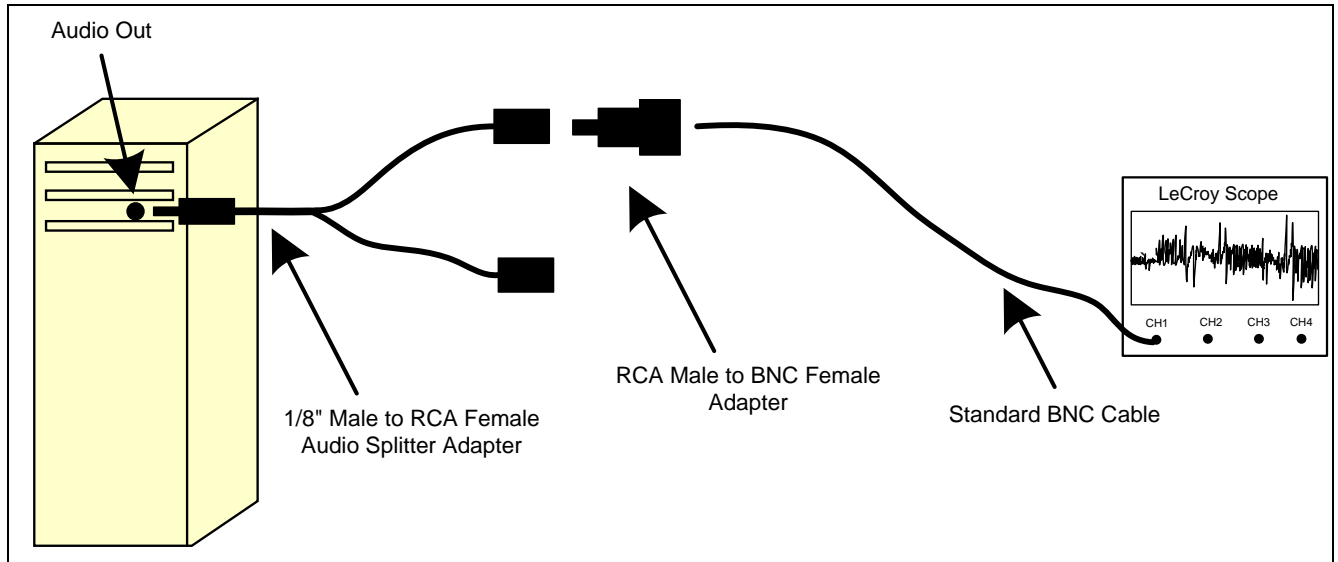 Audio Out
LeCroy Scope
CH1 CH2 CH3 CH4
RCA Male to BNC Female
Adapter
1/8" Male to RCA Female
Audio Splitter Adapter
Standard BNC Cable